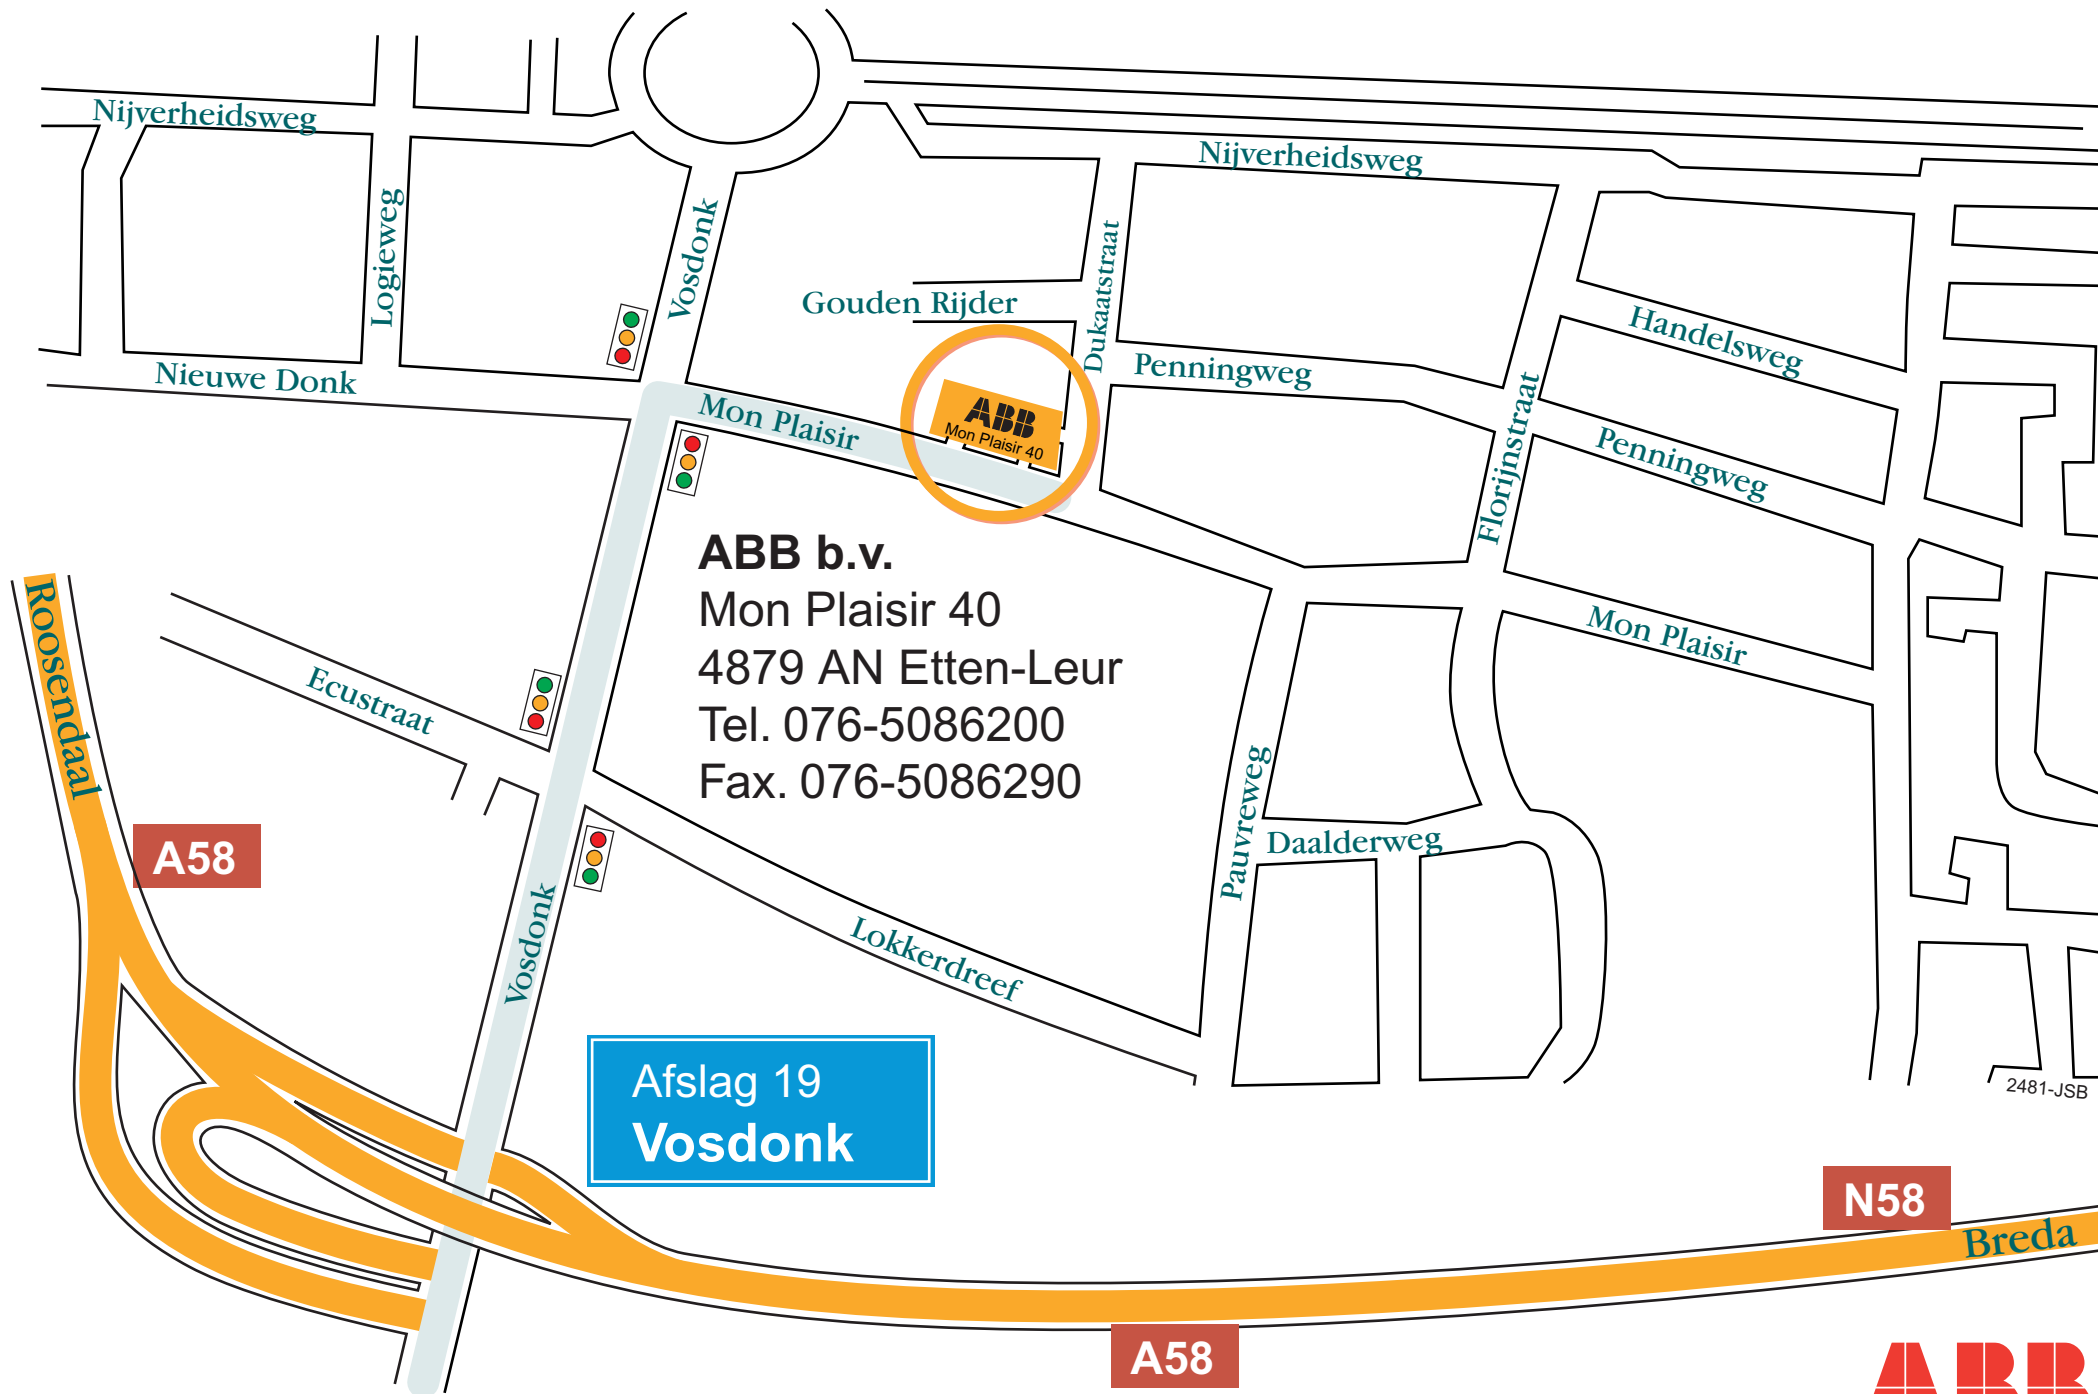 Nijverheidsweg
Nijverheidsweg
Logieweg
Vosdonk
Dukaatstraat
Gouden Rijder
Handelsweg
Nieuwe Donk
Mon Plaisir
ABB
Mon Plaisir 40
Penningweg
Florijnstraat
Penningweg
ABB b.v.
Mon Plaisir 40
4879 AN Etten-Leur
Tel. 076-5086200
Fax. 076-5086290
Roosendaal
Ecustraat
Mon Plaisir
Pauvreweg
Daalderweg
A58
Vosdonk
Lokkerdreef
Afslag 19
Vosdonk
2481-JSB
N58
Breda
A58
ABB